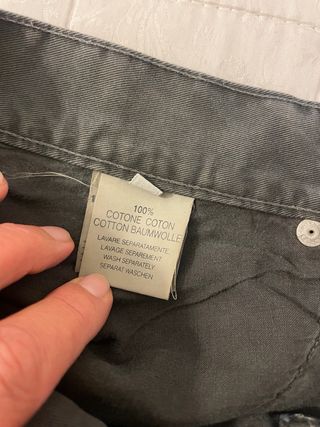 100%
COTONE COTON
COTTON BAUMWOLLE
LAVARE SEPARATAMENTE
LAVAGE SEPAREMENT
WASH SEPARATELY
SEPARAT WASCHEN